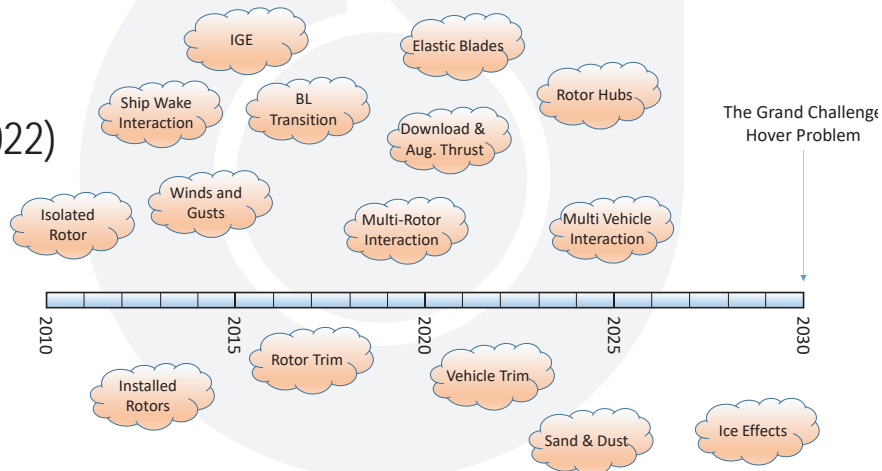 IGE
Elastic Blades
Ship Wake
Interaction
BL
Transition
Rotor Hubs
Download &
Aug. Thrust
The Grand Challenge
Hover Problem
022)
Winds and
Gusts
Isolated
Rotor
Multi-Rotor
Interaction
Multi Vehicle
Interaction
2010
2015
2020
2025
2030
Installed
Rotors
Rotor Trim
Vehicle Trim
Sand & Dust
Ice Effects